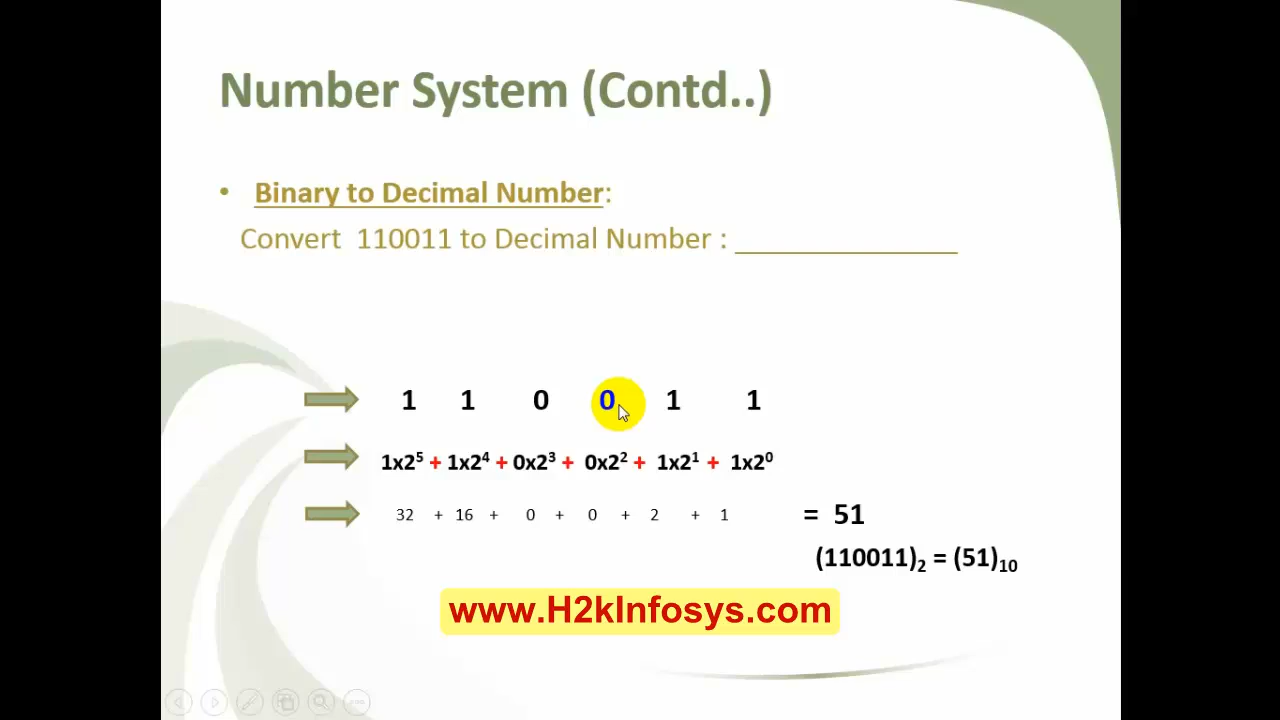 Number System (Contd..)
• Binary to Decimal Number:
Convert 110011 to Decimal Number : _______________
1 1 0 0 1 1
1x2⁵ + 1x2⁴ + 0x2³ + 0x2² + 1x2¹ + 1x2⁰
32 + 16 + 0 + 0 + 2 + 1 = 51
(110011)₂ = (51)₁₀
www.H2kInfosys.com